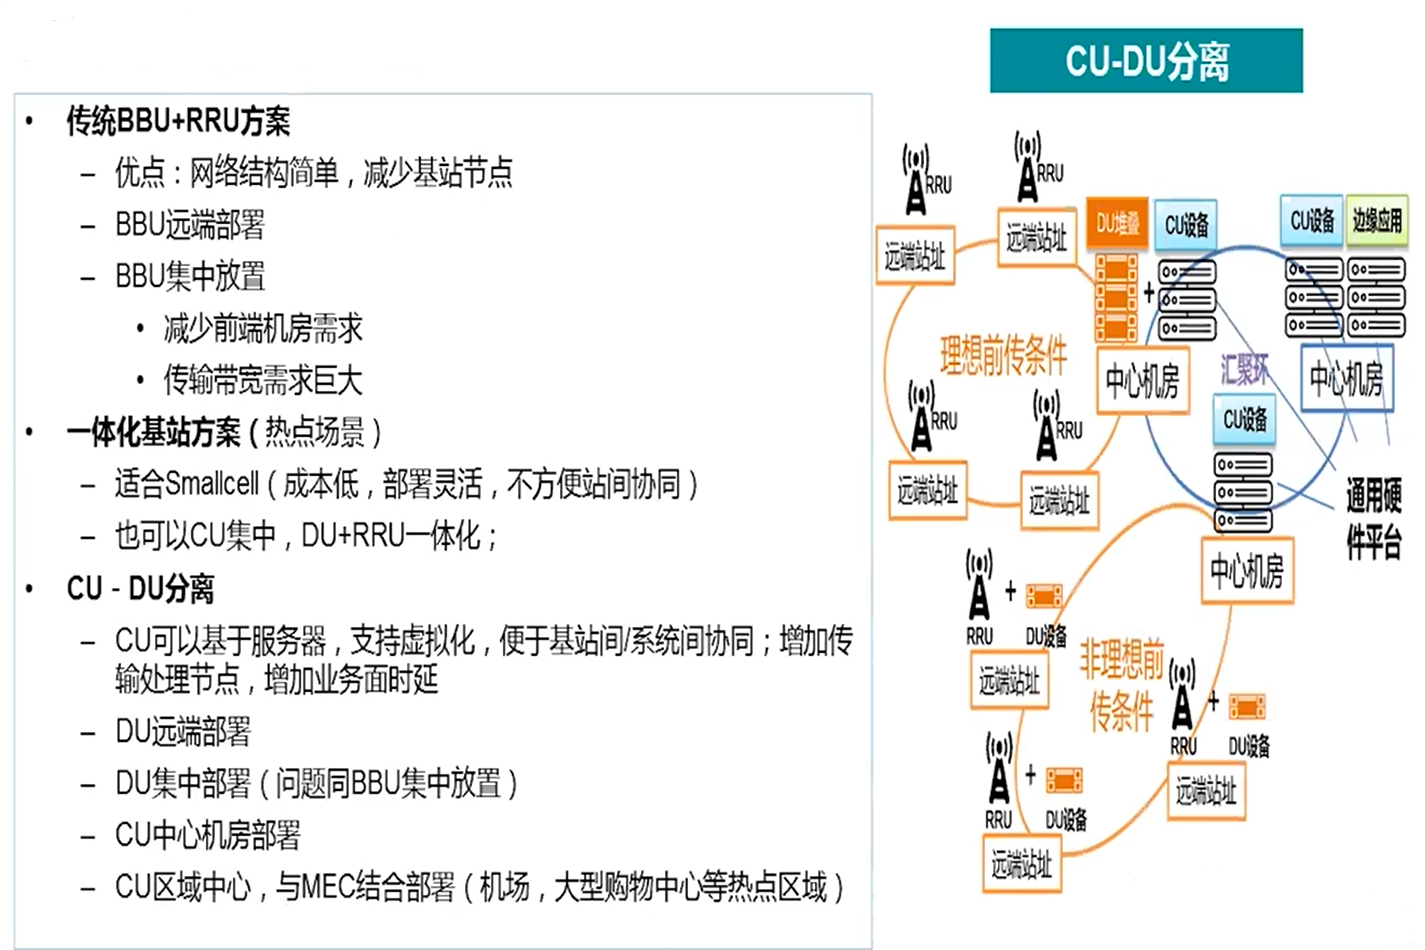 CU-DU分离
• 传统BBU+RRU方案
– 优点：网络结构简单，减少基站节点
– BBU远端部署
– BBU集中放置
• 减少前端机房需求
• 传输带宽需求巨大
• 一体化基站方案（热点场景）
– 适合Smallcell（成本低，部署灵活，不方便站间协同）
– 也可以CU集中，DU+RRU一体化；
• CU－DU分离
– CU可以基于服务器，支持虚拟化，便于基站间/系统间协同；增加传
输处理节点，增加业务面时延
– DU远端部署
– DU集中部署（问题同BBU集中放置）
– CU中心机房部署
– CU区域中心，与MEC结合部署（机场，大型购物中心等热点区域）
RRU
RRU
远端站址
远端站址
DU堆叠
CU设备
+
CU设备
边缘应用
理想前传条件
中心机房
汇聚环
中心机房
RRU
RRU
远端站址
远端站址
CU设备
通用硬
件平台
中心机房
+
RRU
DU设备
远端站址
非理想前
传条件
+
RRU
DU设备
远端站址
+
RRU
DU设备
远端站址